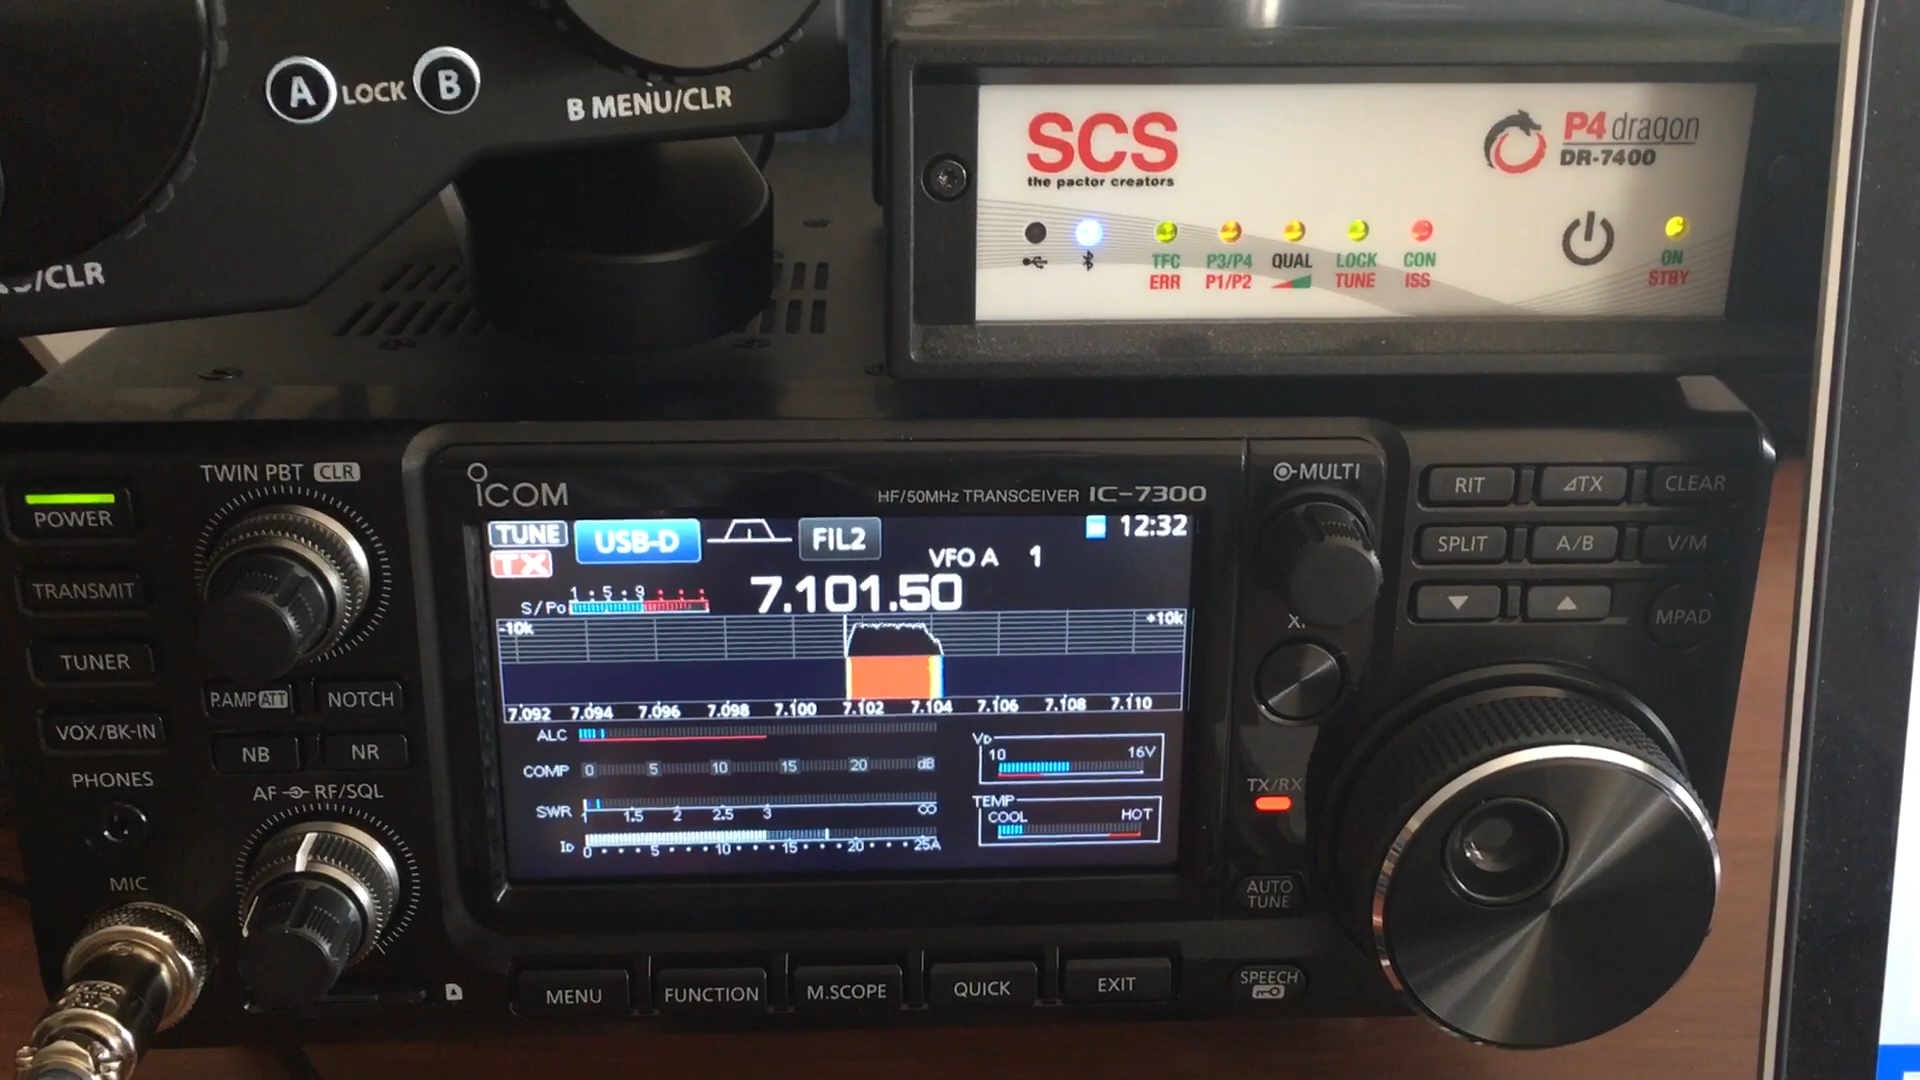 A LOCK B
B MENU/CLR
/CLR
SCS
the pactor creators
P4dragon
DR-7400
TFC P3/P4 QUAL LOCK CON
ERR P1/P2 TUNE ISS
ON
STBY
TWIN PBT CLR
POWER
TRANSMIT
TUNER
VOX/BK-IN
P.AMP ATT NOTCH
NB NR
PHONES
AF RF/SQL
MIC
ICOM
HF/50MHz TRANSCEIVER IC-7300
TUNE USB-D FIL2 12:32
TX VFO A 1
S/Po 1 5 9
7.101.50
-10k +10k
7.092 7.094 7.096 7.098 7.100 7.102 7.104 7.106 7.108 7.110
ALC
COMP 0 5 10 15 20 dB
SWR 1 1.5 2 2.5 3 ∞
ID 0 5 10 15 20 25A
VD
10 16V
TEMP
COOL HOT
MENU FUNCTION M.SCOPE QUICK EXIT
MULTI
TX/RX
AUTO
TUNE
SPEECH
RIT ⊿TX CLEAR
SPLIT A/B V/M
MPAD